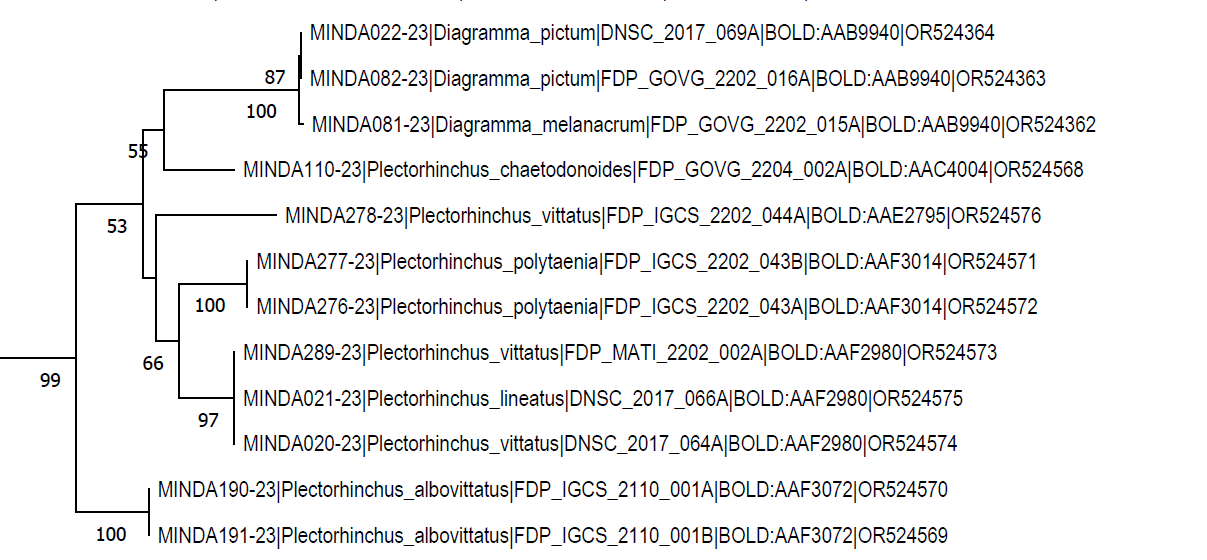 MINDA022-23|Diagramma_pictum|DNSC_2017_069A|BOLD:AAB9940|OR524364
87
MINDA082-23|Diagramma_pictum|FDP_GOVG_2202_016A|BOLD:AAB9940|OR524363
100
MINDA081-23|Diagramma_melanacrum|FDP_GOVG_2202_015A|BOLD:AAB9940|OR524362
55
MINDA110-23|Plectorhinchus_chaetodonoides|FDP_GOVG_2204_002A|BOLD:AAC4004|OR524568
53
MINDA278-23|Plectorhinchus_vittatus|FDP_IGCS_2202_044A|BOLD:AAE2795|OR524576
MINDA277-23|Plectorhinchus_polytaenia|FDP_IGCS_2202_043B|BOLD:AAF3014|OR524571
100
MINDA276-23|Plectorhinchus_polytaenia|FDP_IGCS_2202_043A|BOLD:AAF3014|OR524572
66
MINDA289-23|Plectorhinchus_vittatus|FDP_MATI_2202_002A|BOLD:AAF2980|OR524573
99
MINDA021-23|Plectorhinchus_lineatus|DNSC_2017_066A|BOLD:AAF2980|OR524575
97
MINDA020-23|Plectorhinchus_vittatus|DNSC_2017_064A|BOLD:AAF2980|OR524574
MINDA190-23|Plectorhinchus_albovittatus|FDP_IGCS_2110_001A|BOLD:AAF3072|OR524570
100
MINDA191-23|Plectorhinchus_albovittatus|FDP_IGCS_2110_001B|BOLD:AAF3072|OR524569